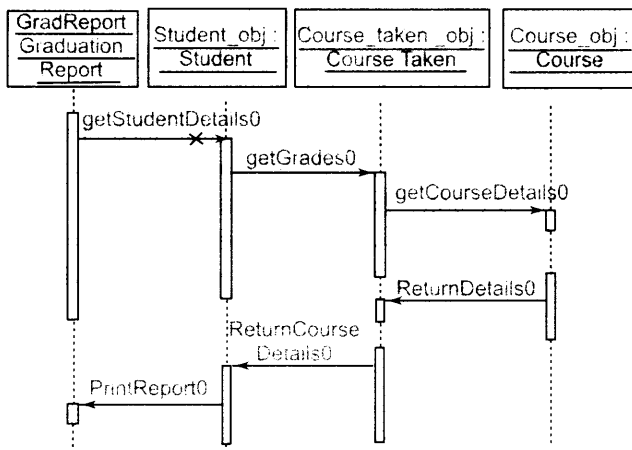 GradReport
Graduation
Report
Student_obj :
Student
Course_taken _obj :
Course Taken
Course_obj :
Course
getStudentDetails0
getGrades0
getCourseDetails0
ReturnDetails0
ReturnCourse
Details0
PrintReport0